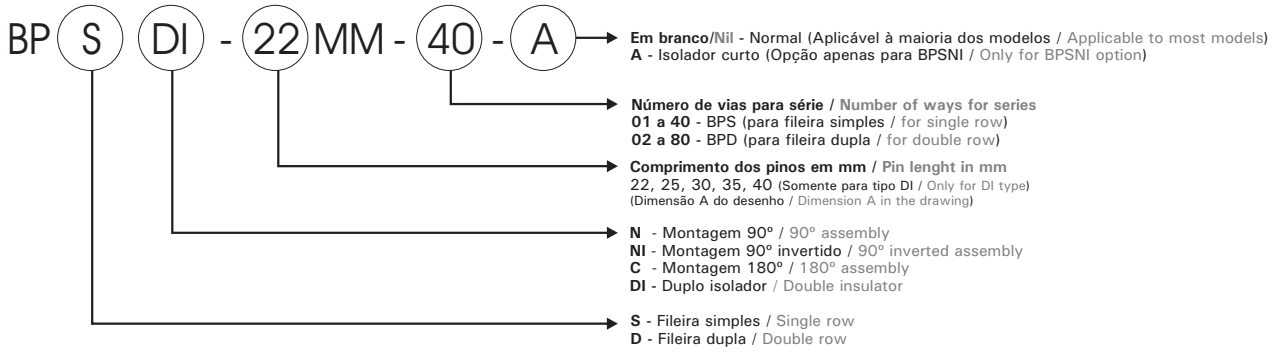 BP S DI - 22 MM - 40 - A
Em branco/Nil - Normal (Aplicável à maioria dos modelos / Applicable to most models)
A - Isolador curto (Opção apenas para BPSNI / Only for BPSNI option)
Número de vias para série / Number of ways for series
01 a 40 - BPS (para fileira simples / for single row)
02 a 80 - BPD (para fileira dupla / for double row)
Comprimento dos pinos em mm / Pin lenght in mm
22, 25, 30, 35, 40 (Somente para tipo DI / Only for DI type)
(Dimensão A do desenho / Dimension A in the drawing)
N - Montagem 90º / 90º assembly
NI - Montagem 90º invertido / 90º inverted assembly
C - Montagem 180º / 180º assembly
DI - Duplo isolador / Double insulator
S - Fileira simples / Single row
D - Fileira dupla / Double row